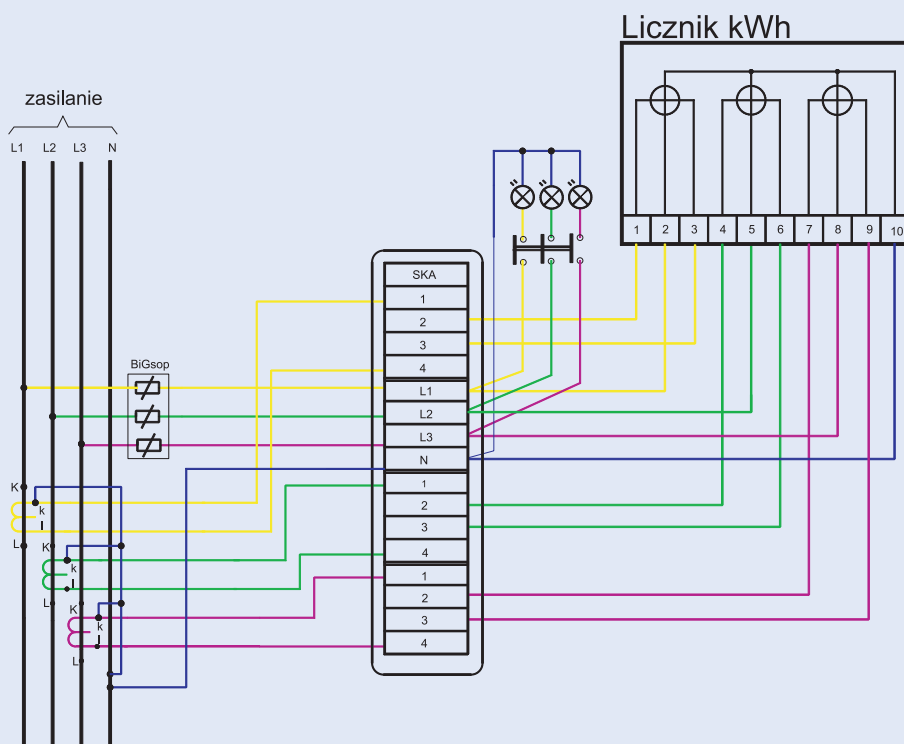 Licznik kWh
zasilanie
L1 L2 L3 N
1 2 3 4 5 6 7 8 9 10
SKA
1
2
3
4
L1
L2
L3
N
1
2
3
4
1
2
3
4
BiGsop
K
k
l
L
K
k
l
L
K
k
l
L